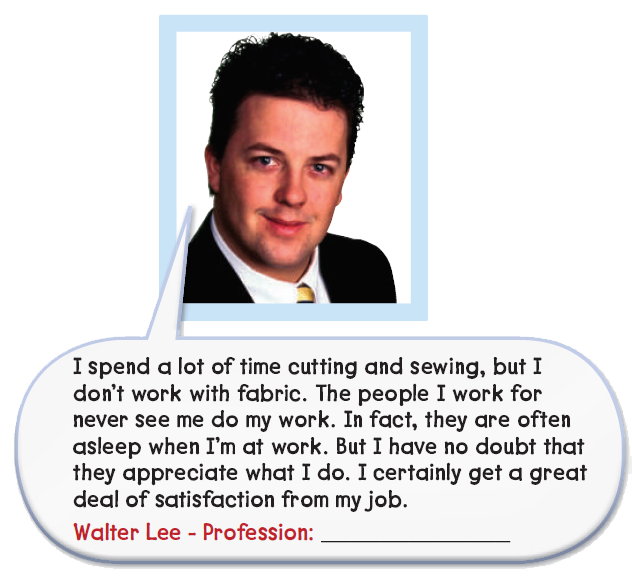 I spend a lot of time cutting and sewing, but I
don't work with fabric. The people I work for
never see me do my work. In fact, they are often
asleep when I'm at work. But I have no doubt that
they appreciate what I do. I certainly get a great
deal of satisfaction from my job.
Walter Lee - Profession: _______________